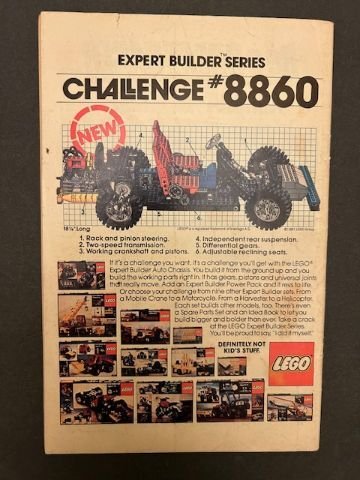 EXPERT BUILDER SERIES™
CHALLENGE #8860
NEW
18¼" Long
1. Rack and pinion steering.
2. Two-speed transmission.
3. Working crankshaft and pistons.
4. Independent rear suspension.
5. Differential gears.
6. Adjustable reclining seats.
If it's a challenge you want, it's a challenge you'll get with the LEGO®
Expert Builder Auto Chassis. You build it from the ground up and you
build the working parts right in. It has gears, pistons and universal joints
that really move. Add an Expert Builder Power Pack and it revs to life.
Or choose your challenge from nine other Expert Builder sets. From
a Mobile Crane to a Motorcycle. From a Harvester to a Helicopter.
Each set builds other models, too. There's even
a Spare Parts Set and an Idea Book to let you
build bigger and bolder than ever. Take a crack
at the LEGO Expert Builder Series.
You'll be proud to say, "I did it myself."
DEFINITELY NOT
KID'S STUFF.
LEGO